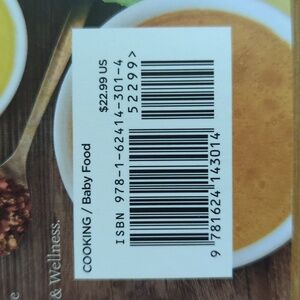 COOKING / Baby Food
$22.99 US
ISBN 978-1-62414-301-4
52299>
9 781624 143014
& Wellness.